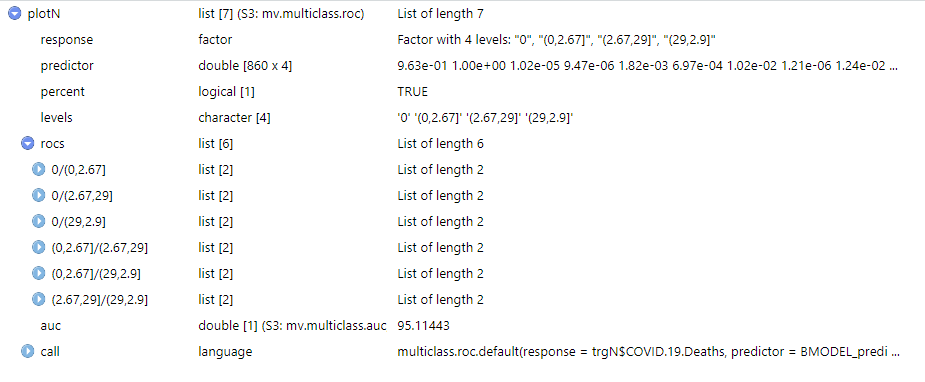 plotN list [7] (S3: mv.multiclass.roc) List of length 7
response factor Factor with 4 levels: "0", "(0,2.67]", "(2.67,29]", "(29,2.9]"
predictor double [860 x 4] 9.63e-01 1.00e+00 1.02e-05 9.47e-06 1.82e-03 6.97e-04 1.02e-02 1.21e-06 1.24e-02 ...
percent logical [1] TRUE
levels character [4] '0' '(0,2.67]' '(2.67,29]' '(29,2.9]'
rocs list [6] List of length 6
0/(0,2.67] list [2] List of length 2
0/(2.67,29] list [2] List of length 2
0/(29,2.9] list [2] List of length 2
(0,2.67]/(2.67,29] list [2] List of length 2
(0,2.67]/(29,2.9] list [2] List of length 2
(2.67,29]/(29,2.9] list [2] List of length 2
auc double [1] (S3: mv.multiclass.auc 95.11443
call language multiclass.roc.default(response = trgN$COVID.19.Deaths, predictor = BMODEL_predi ...